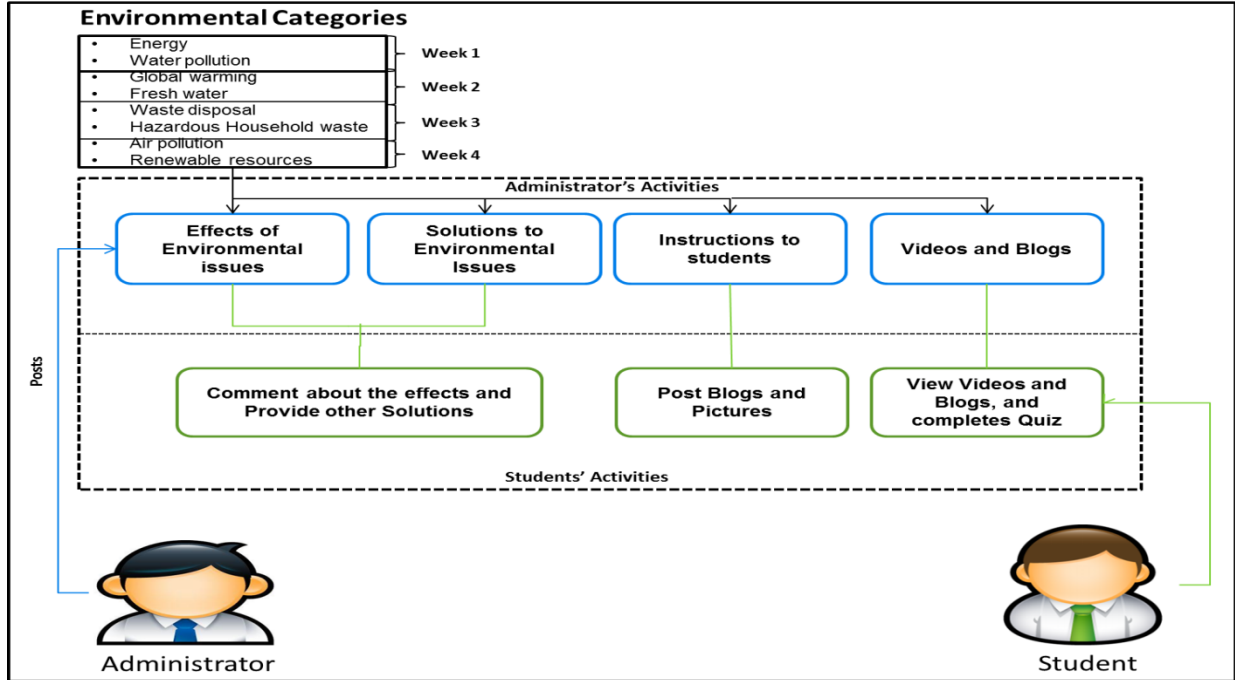 Environmental Categories
• Energy
• Water pollution
Week 1
• Global warming
• Fresh water
Week 2
• Waste disposal
• Hazardous Household waste
Week 3
• Air pollution
• Renewable resources
Week 4
Administrator's Activities
Effects of
Environmental
issues
Solutions to
Environmental
Issues
Instructions to
students
Videos and Blogs
Posts
Comment about the effects and
Provide other Solutions
Post Blogs and
Pictures
View Videos and
Blogs, and
completes Quiz
Students' Activities
Administrator
Student